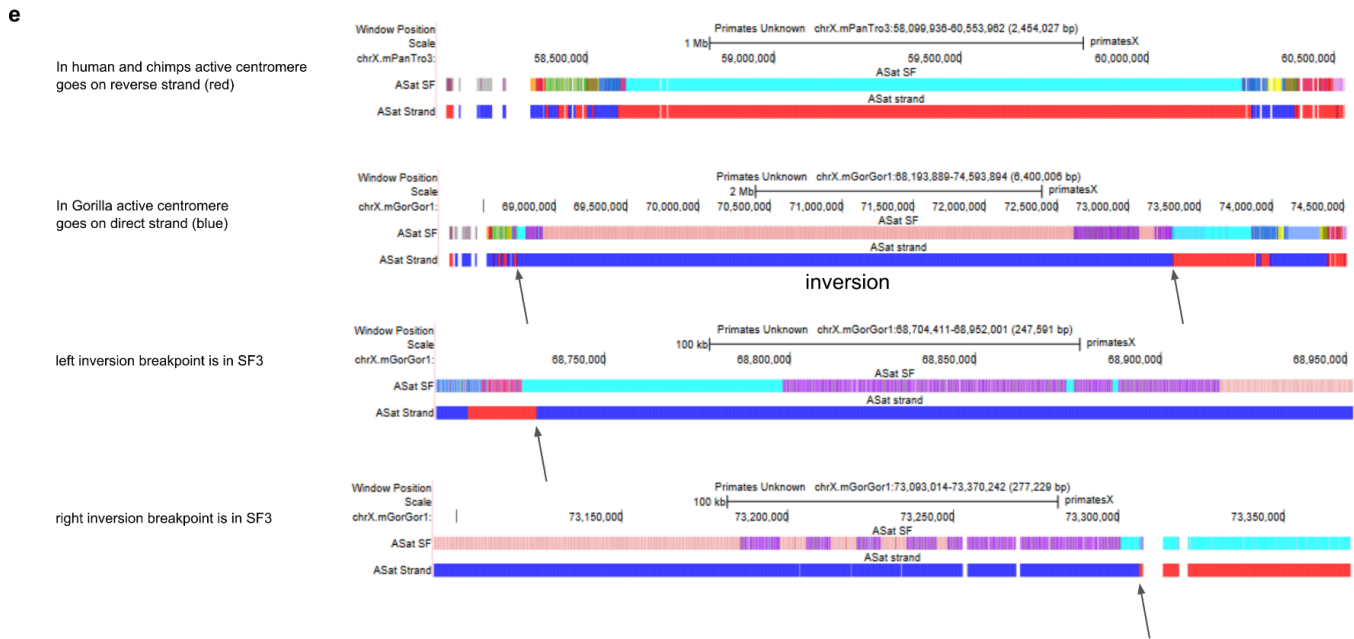 e
Window Position Primates Unknown chrX.mPanTro3:58,099,936-60,553,962 (2,454,027 bp)
Scale 1 Mb primatesX
chrX.mPanTro3: 58,500,000 59,000,000 59,500,000 60,000,000 60,500,000
In human and chimps active centromere
goes on reverse strand (red)
ASat SF
ASat SF
ASat strand
ASat Strand
Window Position Primates Unknown chrX.mGorGor1:68,193,889-74,593,894 (6,400,006 bp)
Scale 2 Mb primatesX
chrX.mGorGor1: 69,000,000 69,500,000 70,000,000 70,500,000 71,000,000 71,500,000 72,000,000 72,500,000 73,000,000 73,500,000 74,000,000 74,500,000
In Gorilla active centromere
goes on direct strand (blue)
ASat SF
ASat SF
ASat strand
ASat Strand
inversion
Window Position Primates Unknown chrX.mGorGor1:68,704,411-68,952,001 (247,591 bp)
Scale 100 kb primatesX
chrX.mGorGor1: 68,750,000 68,800,000 68,850,000 68,900,000 68,950,000
left inversion breakpoint is in SF3
ASat SF
ASat SF
ASat strand
ASat Strand
Window Position Primates Unknown chrX.mGorGor1:73,093,014-73,370,242 (277,229 bp)
Scale 100 kb primatesX
chrX.mGorGor1: 73,150,000 73,200,000 73,250,000 73,300,000 73,350,000
right inversion breakpoint is in SF3
ASat SF
ASat SF
ASat strand
ASat Strand